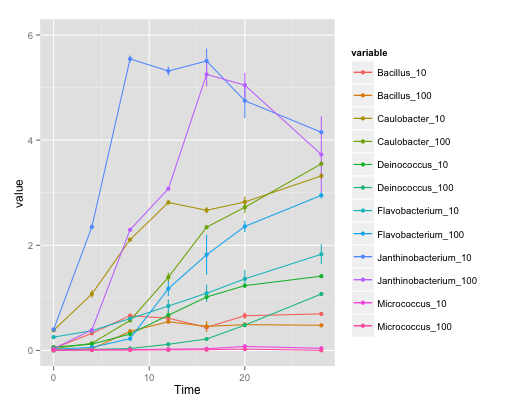 6
4
2
0
value
0
10
20
Time
variable
Bacillus_10
Bacillus_100
Caulobacter_10
Caulobacter_100
Deinococcus_10
Deinococcus_100
Flavobacterium_10
Flavobacterium_100
Janthinobacterium_10
Janthinobacterium_100
Micrococcus_10
Micrococcus_100